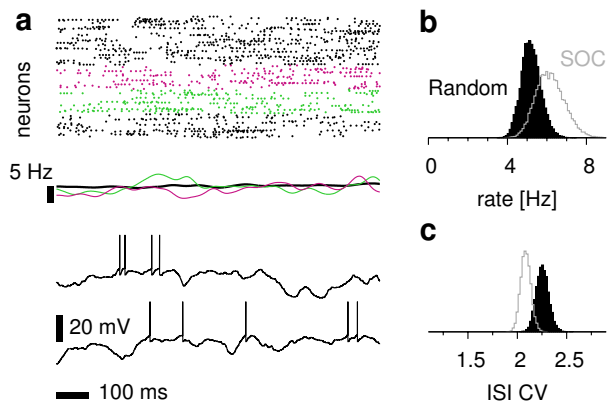 a
neurons
5 Hz
20 mV
100 ms
b
SOC
Random
0 4 8
rate [Hz]
c
1.5 2 2.5
ISI CV